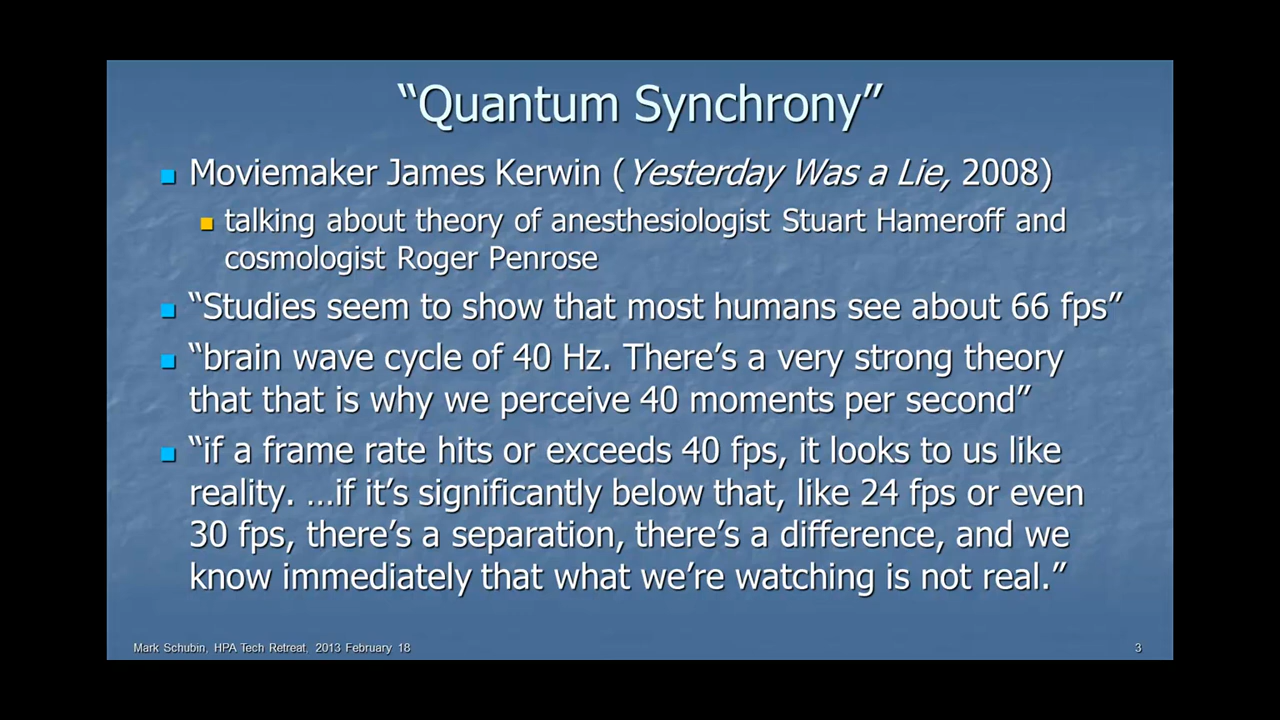 “Quantum Synchrony”
Moviemaker James Kerwin (Yesterday Was a Lie, 2008)
talking about theory of anesthesiologist Stuart Hameroff and
cosmologist Roger Penrose
“Studies seem to show that most humans see about 66 fps”
“brain wave cycle of 40 Hz. There’s a very strong theory
that that is why we perceive 40 moments per second”
“if a frame rate hits or exceeds 40 fps, it looks to us like
reality. …if it’s significantly below that, like 24 fps or even
30 fps, there’s a separation, there’s a difference, and we
know immediately that what we’re watching is not real.”
Mark Schubin, HPA Tech Retreat, 2013 February 18
3